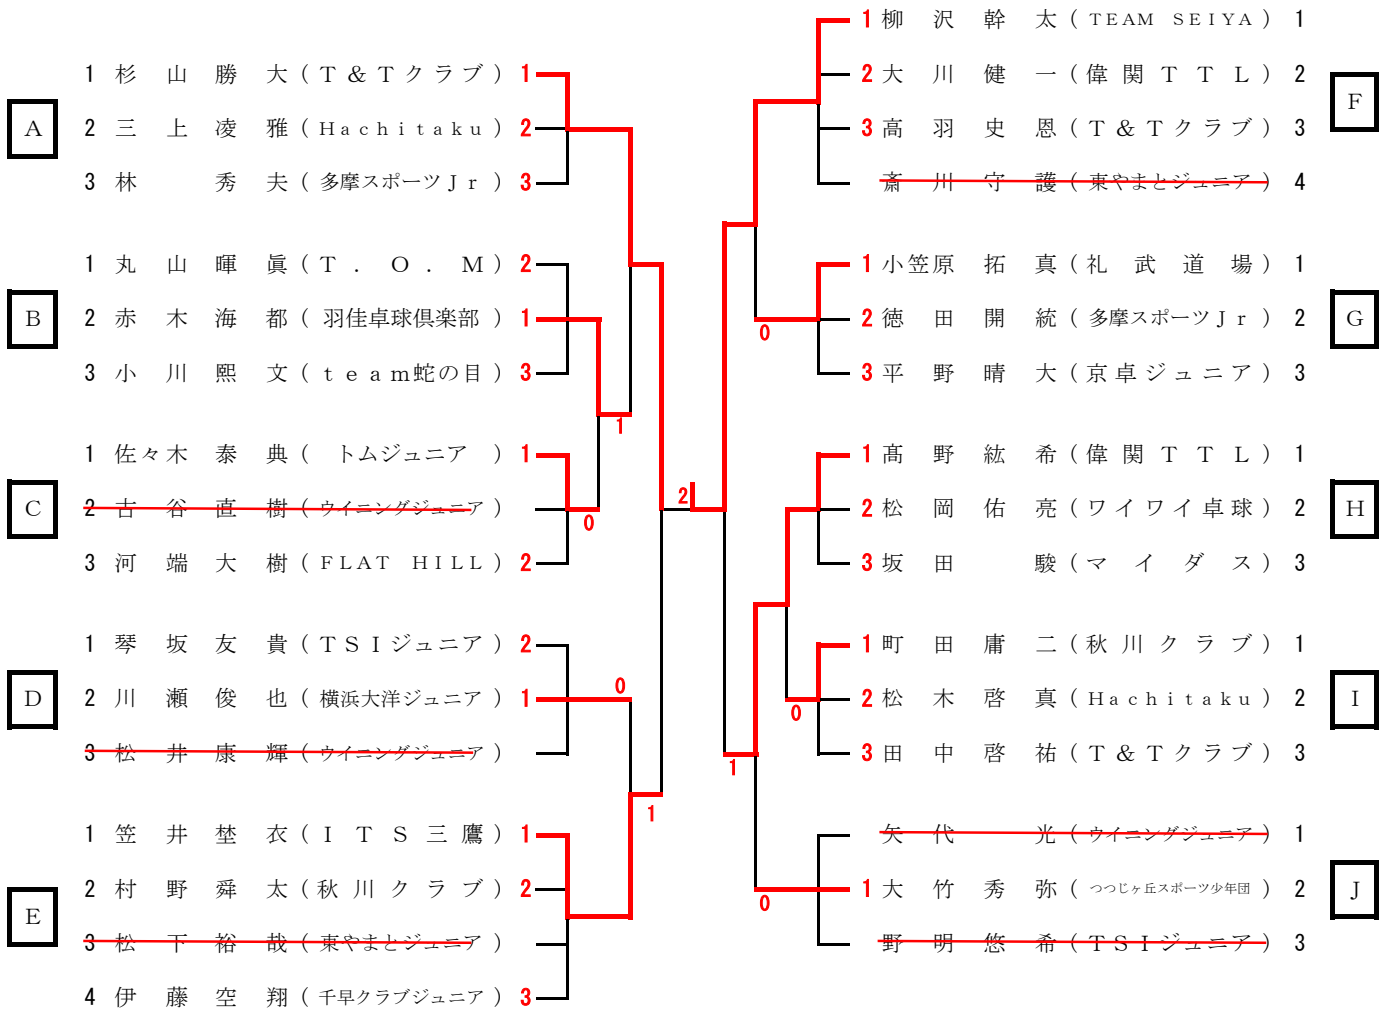 A
1 杉山勝大(T&Tクラブ) 1
2 三上凌雅(Hachitaku) 2
3 林 秀夫(多摩スポーツJr) 3
B
1 丸山暉眞(T.O.M) 2
2 赤木海都(羽佳卓球倶楽部) 1
3 小川熙文(team蛇の目) 3
1
C
1 佐々木泰典(トムジュニア) 1
2 古谷直樹(ウイニングジュニア)
0
3 河端大樹(FLAT HILL) 2
D
1 琴坂友貴(TSIジュニア) 2
0
2 川瀬俊也(横浜大洋ジュニア) 1
3 松井康輝(ウイニングジュニア)
1
E
1 笠井埜衣(ITS三鷹) 1
2 村野舜太(秋川クラブ) 2
3 松下裕哉(東やまとジュニア)
4 伊藤空翔(千早クラブジュニア) 3
2
F
1 柳沢幹太(TEAM SEIYA) 1
2 大川健一(偉関TTL) 2
3 高羽史恩(T&Tクラブ) 3
斎川守護(東やまとジュニア) 4
G
1 小笠原拓真(礼武道場) 1
0
2 徳田開統(多摩スポーツJr) 2
3 平野晴大(京卓ジュニア) 3
H
1 髙野紘希(偉関TTL) 1
2 松岡佑亮(ワイワイ卓球) 2
3 坂田 駿(マイダス) 3
I
1 町田庸二(秋川クラブ) 1
2 松木啓真(Hachitaku) 2
0
3 田中啓祐(T&Tクラブ) 3
1
J
矢代 光(ウイニングジュニア) 1
1 大竹秀弥(つつじヶ丘スポーツ少年団) 2
0
野明悠希(TSIジュニア) 3